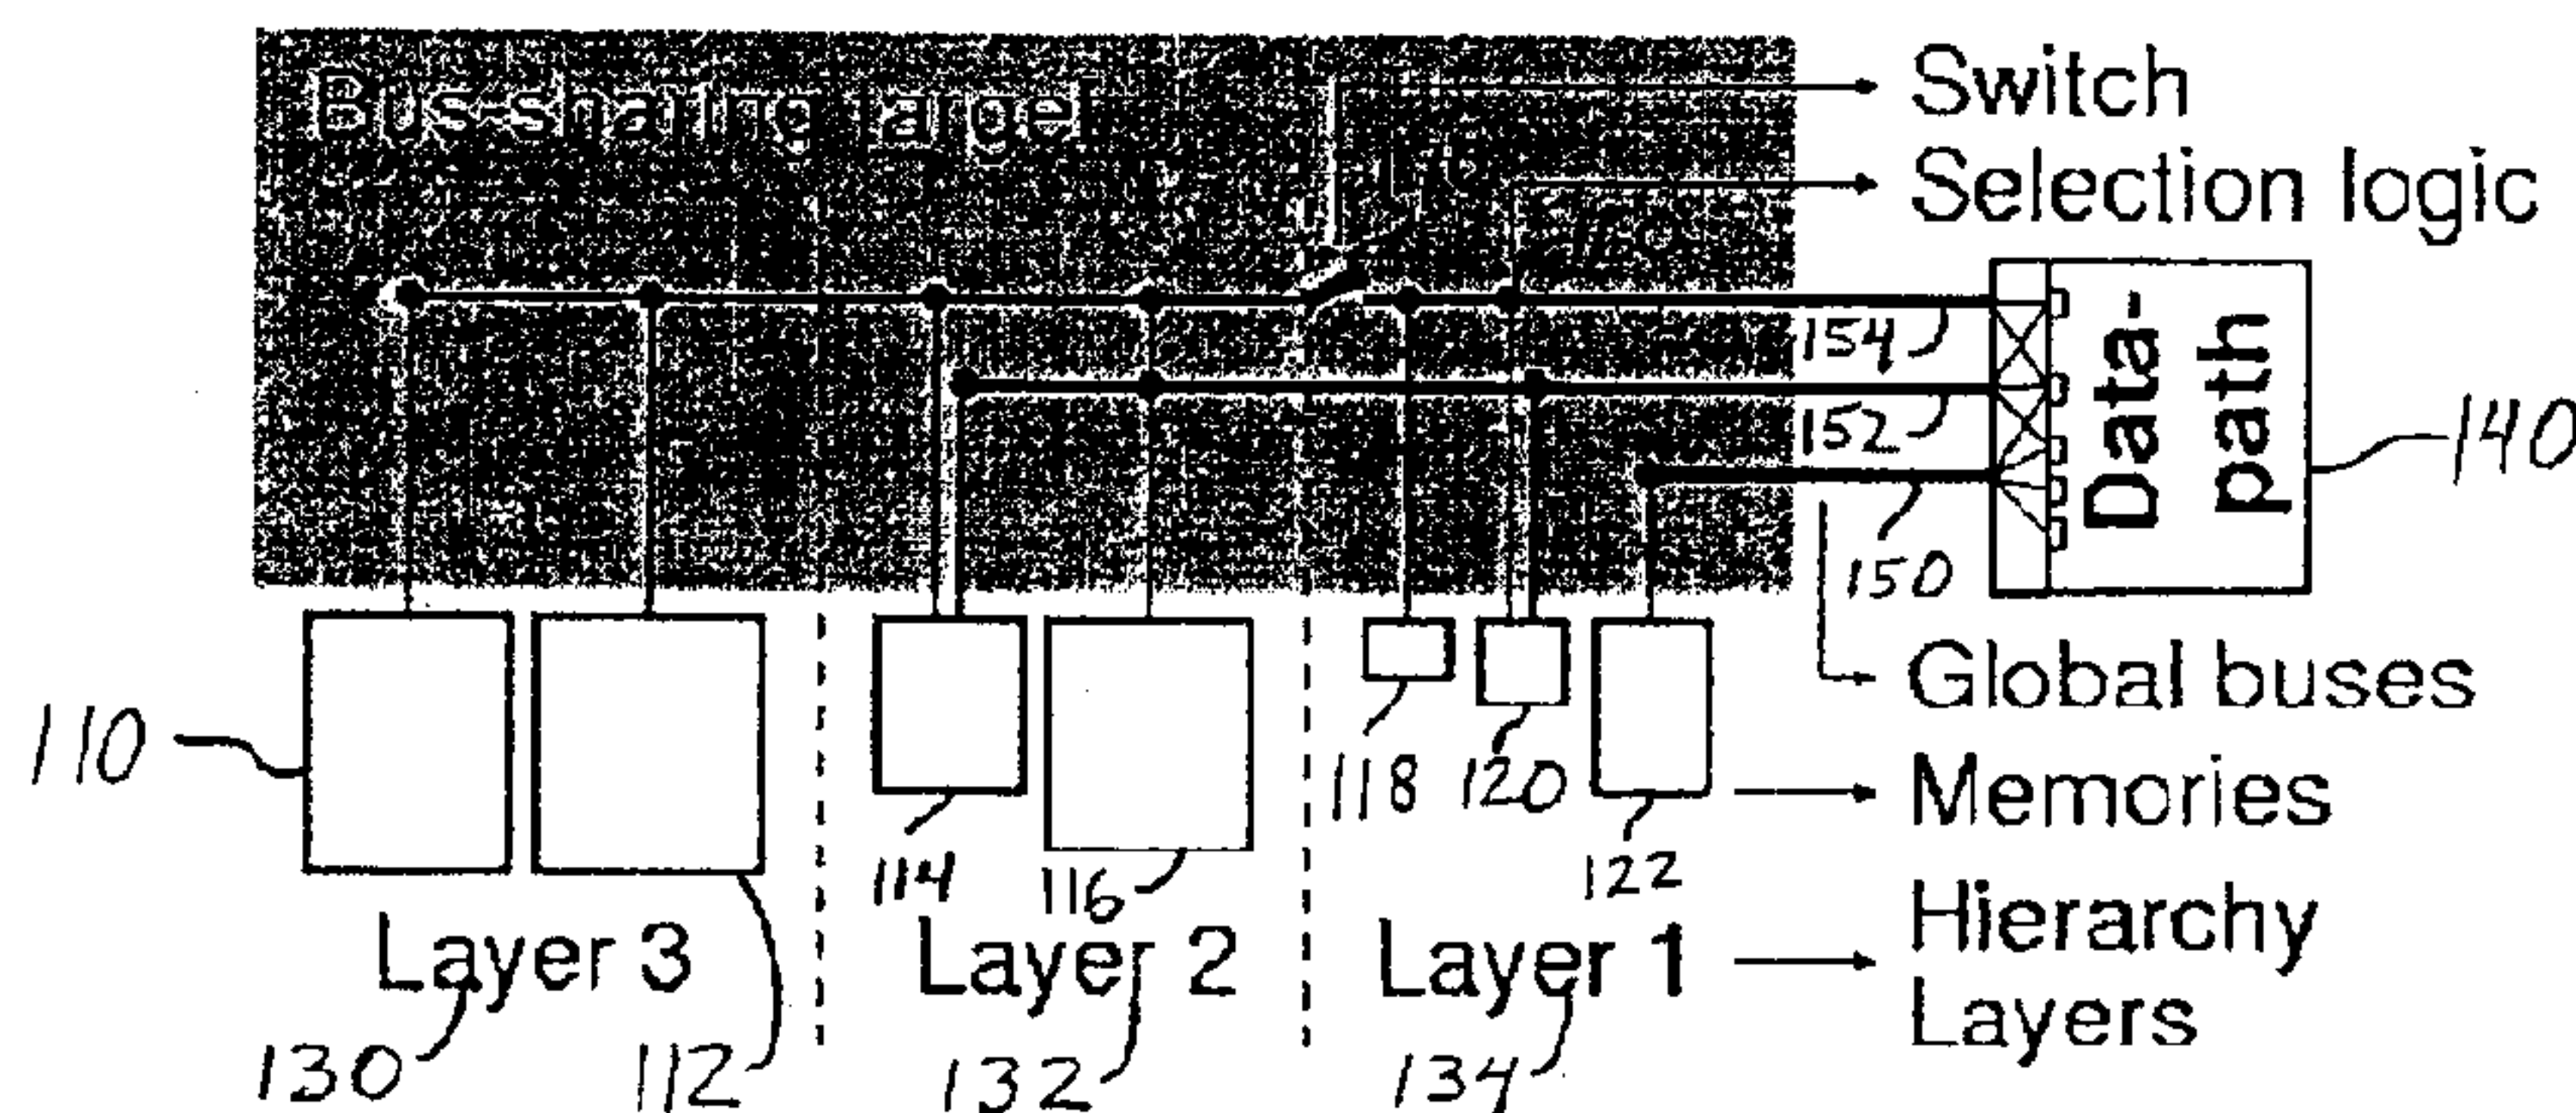 Bus-sharing target
Switch
Selection logic
154
152
150
Data-
path
140
Global buses
110
118
120
Memories
114
116
122
Layer 3
Layer 2
Layer 1
Hierarchy
Layers
130
112
132
134